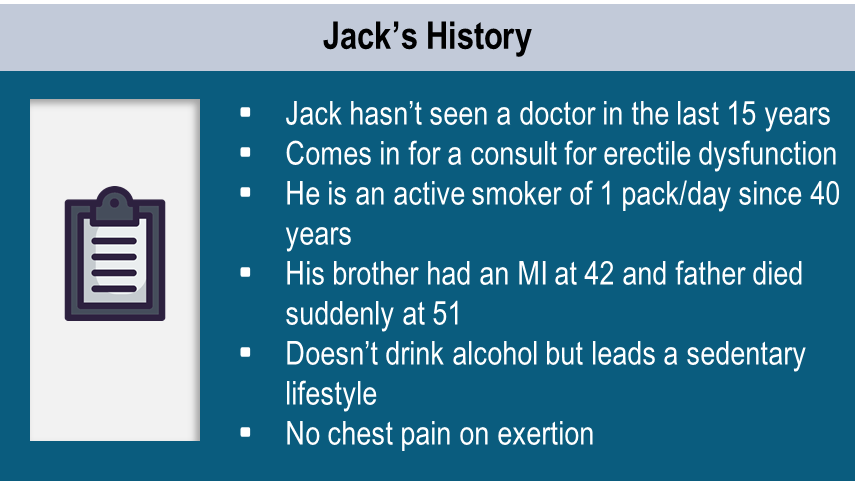 Jack’s History
▪ Jack hasn’t seen a doctor in the last 15 years
▪ Comes in for a consult for erectile dysfunction
▪ He is an active smoker of 1 pack/day since 40
years
▪ His brother had an MI at 42 and father died
suddenly at 51
▪ Doesn’t drink alcohol but leads a sedentary
lifestyle
▪ No chest pain on exertion